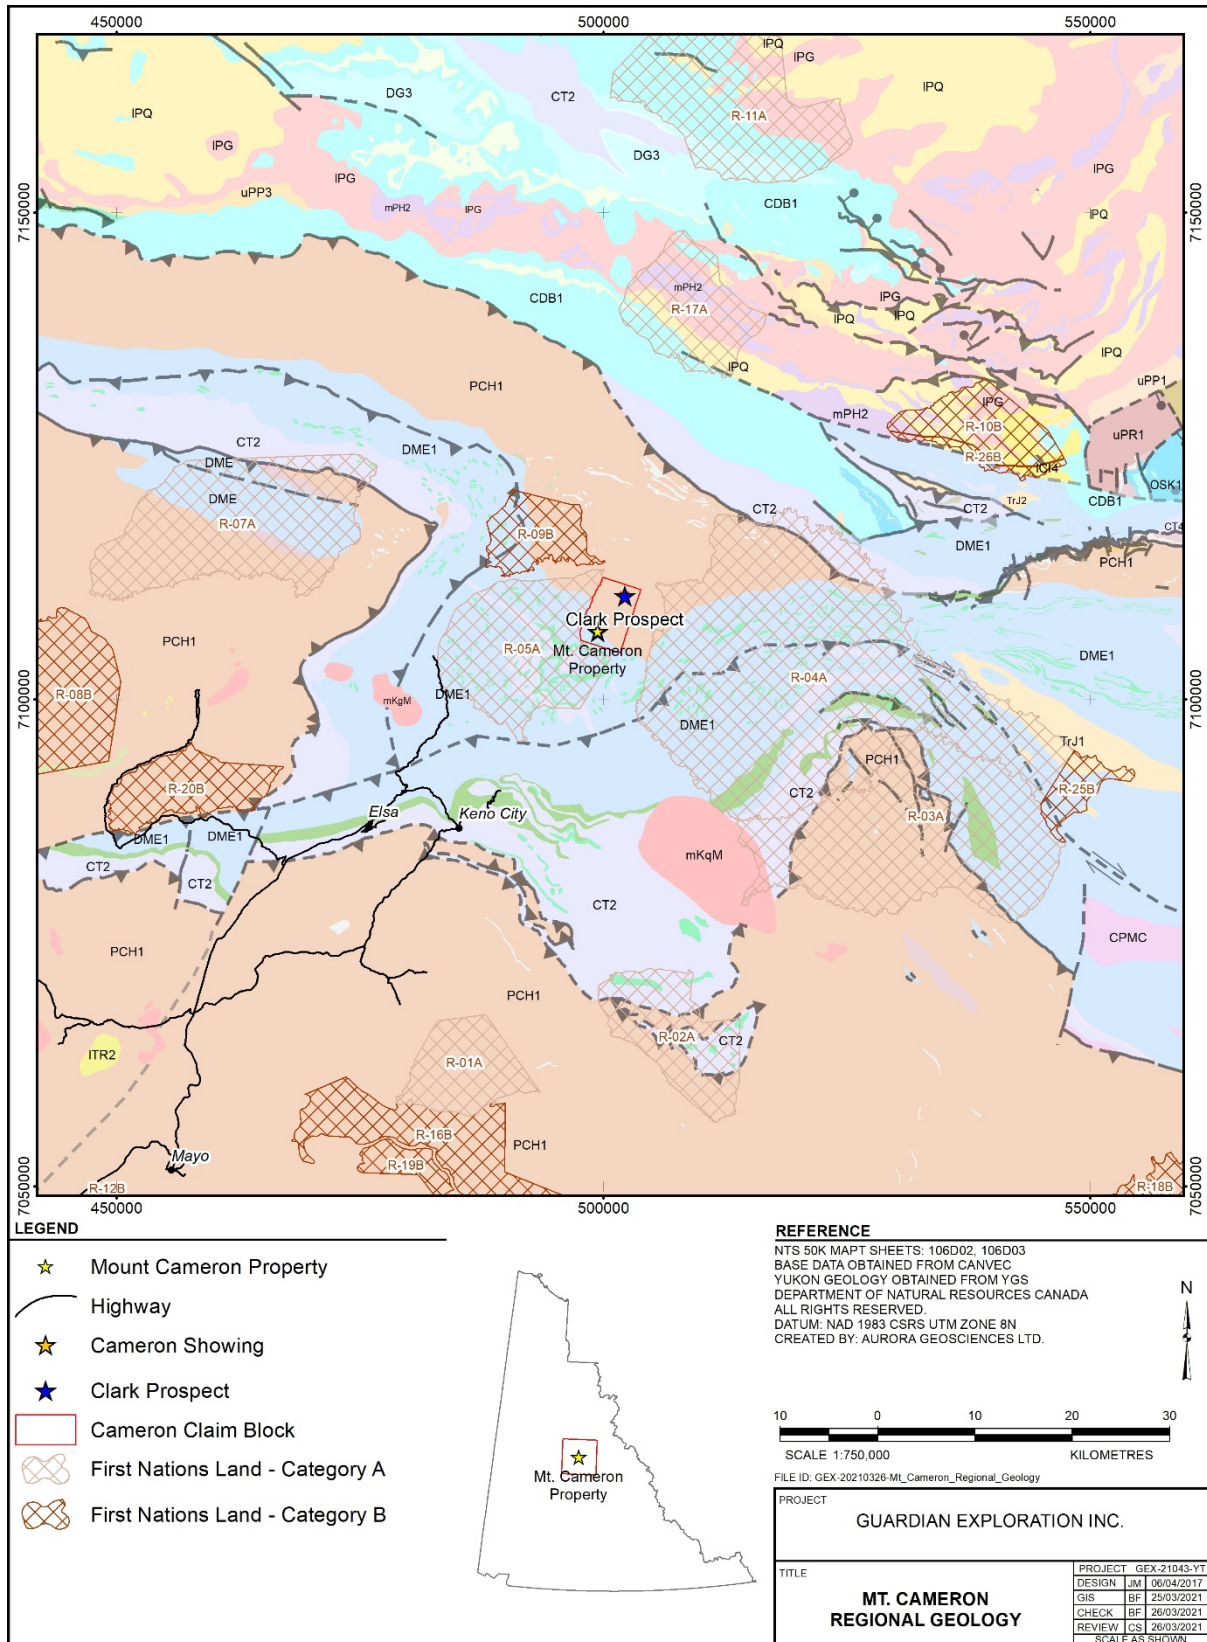 450000
500000
550000
IPQ
IPG
DG3
CT2
IPQ
IPQ
R-11A
IPG
DG3
IPG
uPP3
IPG
mPH2
IPG
CDB1
IPQ
7150000
7150000
mPH2
R-17A
CDB1
IPG
IPQ
IPQ
IPQ
IPQ
PCH1
uPP1
mPH2
IPG
R-10B
uPR1
R-26B
ICI4
OSK1
CT2
DME1
DME
DME
R-07A
CT2
CT2
TrJ2
CDB1
CT4
DME1
PCH1
R-09B
Clark Prospect
Mt. Cameron
Property
R-05A
PCH1
R-08B
mKgM
DME1
DME1
R-04A
DME1
7100000
7100000
TrJ1
PCH1
R-25B
R-20B
Elsa
Keno City
CT2
R-03A
DME1
DME1
CT2
CT2
mKqM
CT2
PCH1
CPMC
PCH1
R-02A
CT2
ITR2
R-01A
R-16B
PCH1
R-19B
Mayo
R-12B
R-18B
7050000
7050000
450000
500000
550000
LEGEND
Mount Cameron Property
Highway
Cameron Showing
Clark Prospect
Cameron Claim Block
First Nations Land - Category A
First Nations Land - Category B
Mt. Cameron
Property
REFERENCE
NTS 50K MAPT SHEETS: 106D02, 106D03
BASE DATA OBTAINED FROM CANVEC
YUKON GEOLOGY OBTAINED FROM YGS
DEPARTMENT OF NATURAL RESOURCES CANADA
ALL RIGHTS RESERVED.
DATUM: NAD 1983 CSRS UTM ZONE 8N
CREATED BY: AURORA GEOSCIENCES LTD.
N
10 0 10 20 30
SCALE 1:750,000 KILOMETRES
FILE ID: GEX-20210326-Mt_Cameron_Regional_Geology
PROJECT
GUARDIAN EXPLORATION INC.
TITLE
MT. CAMERON
REGIONAL GEOLOGY
PROJECT GEX-21043-YT
DESIGN JM 06/04/2017
GIS BF 25/03/2021
CHECK BF 26/03/2021
REVIEW CS 26/03/2021
SCALE AS SHOWN